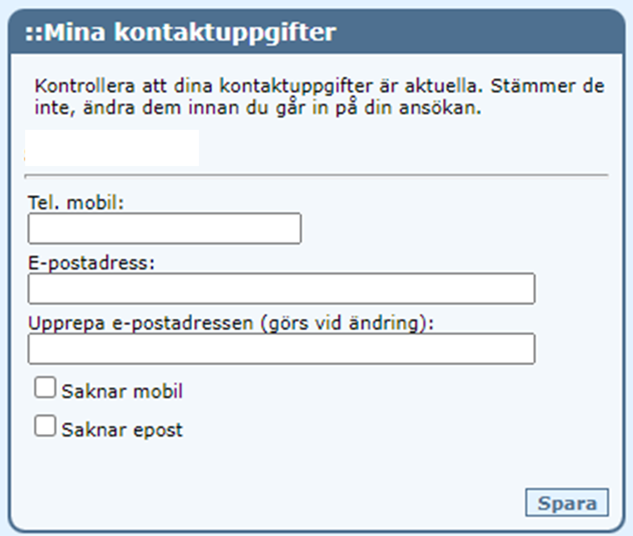 ::Mina kontaktuppgifter
Kontrollera att dina kontaktuppgifter är aktuella. Stämmer de
inte, ändra dem innan du går in på din ansökan.
Tel. mobil:
E-postadress:
Upprepa e-postadressen (görs vid ändring):
Saknar mobil
Saknar epost
Spara